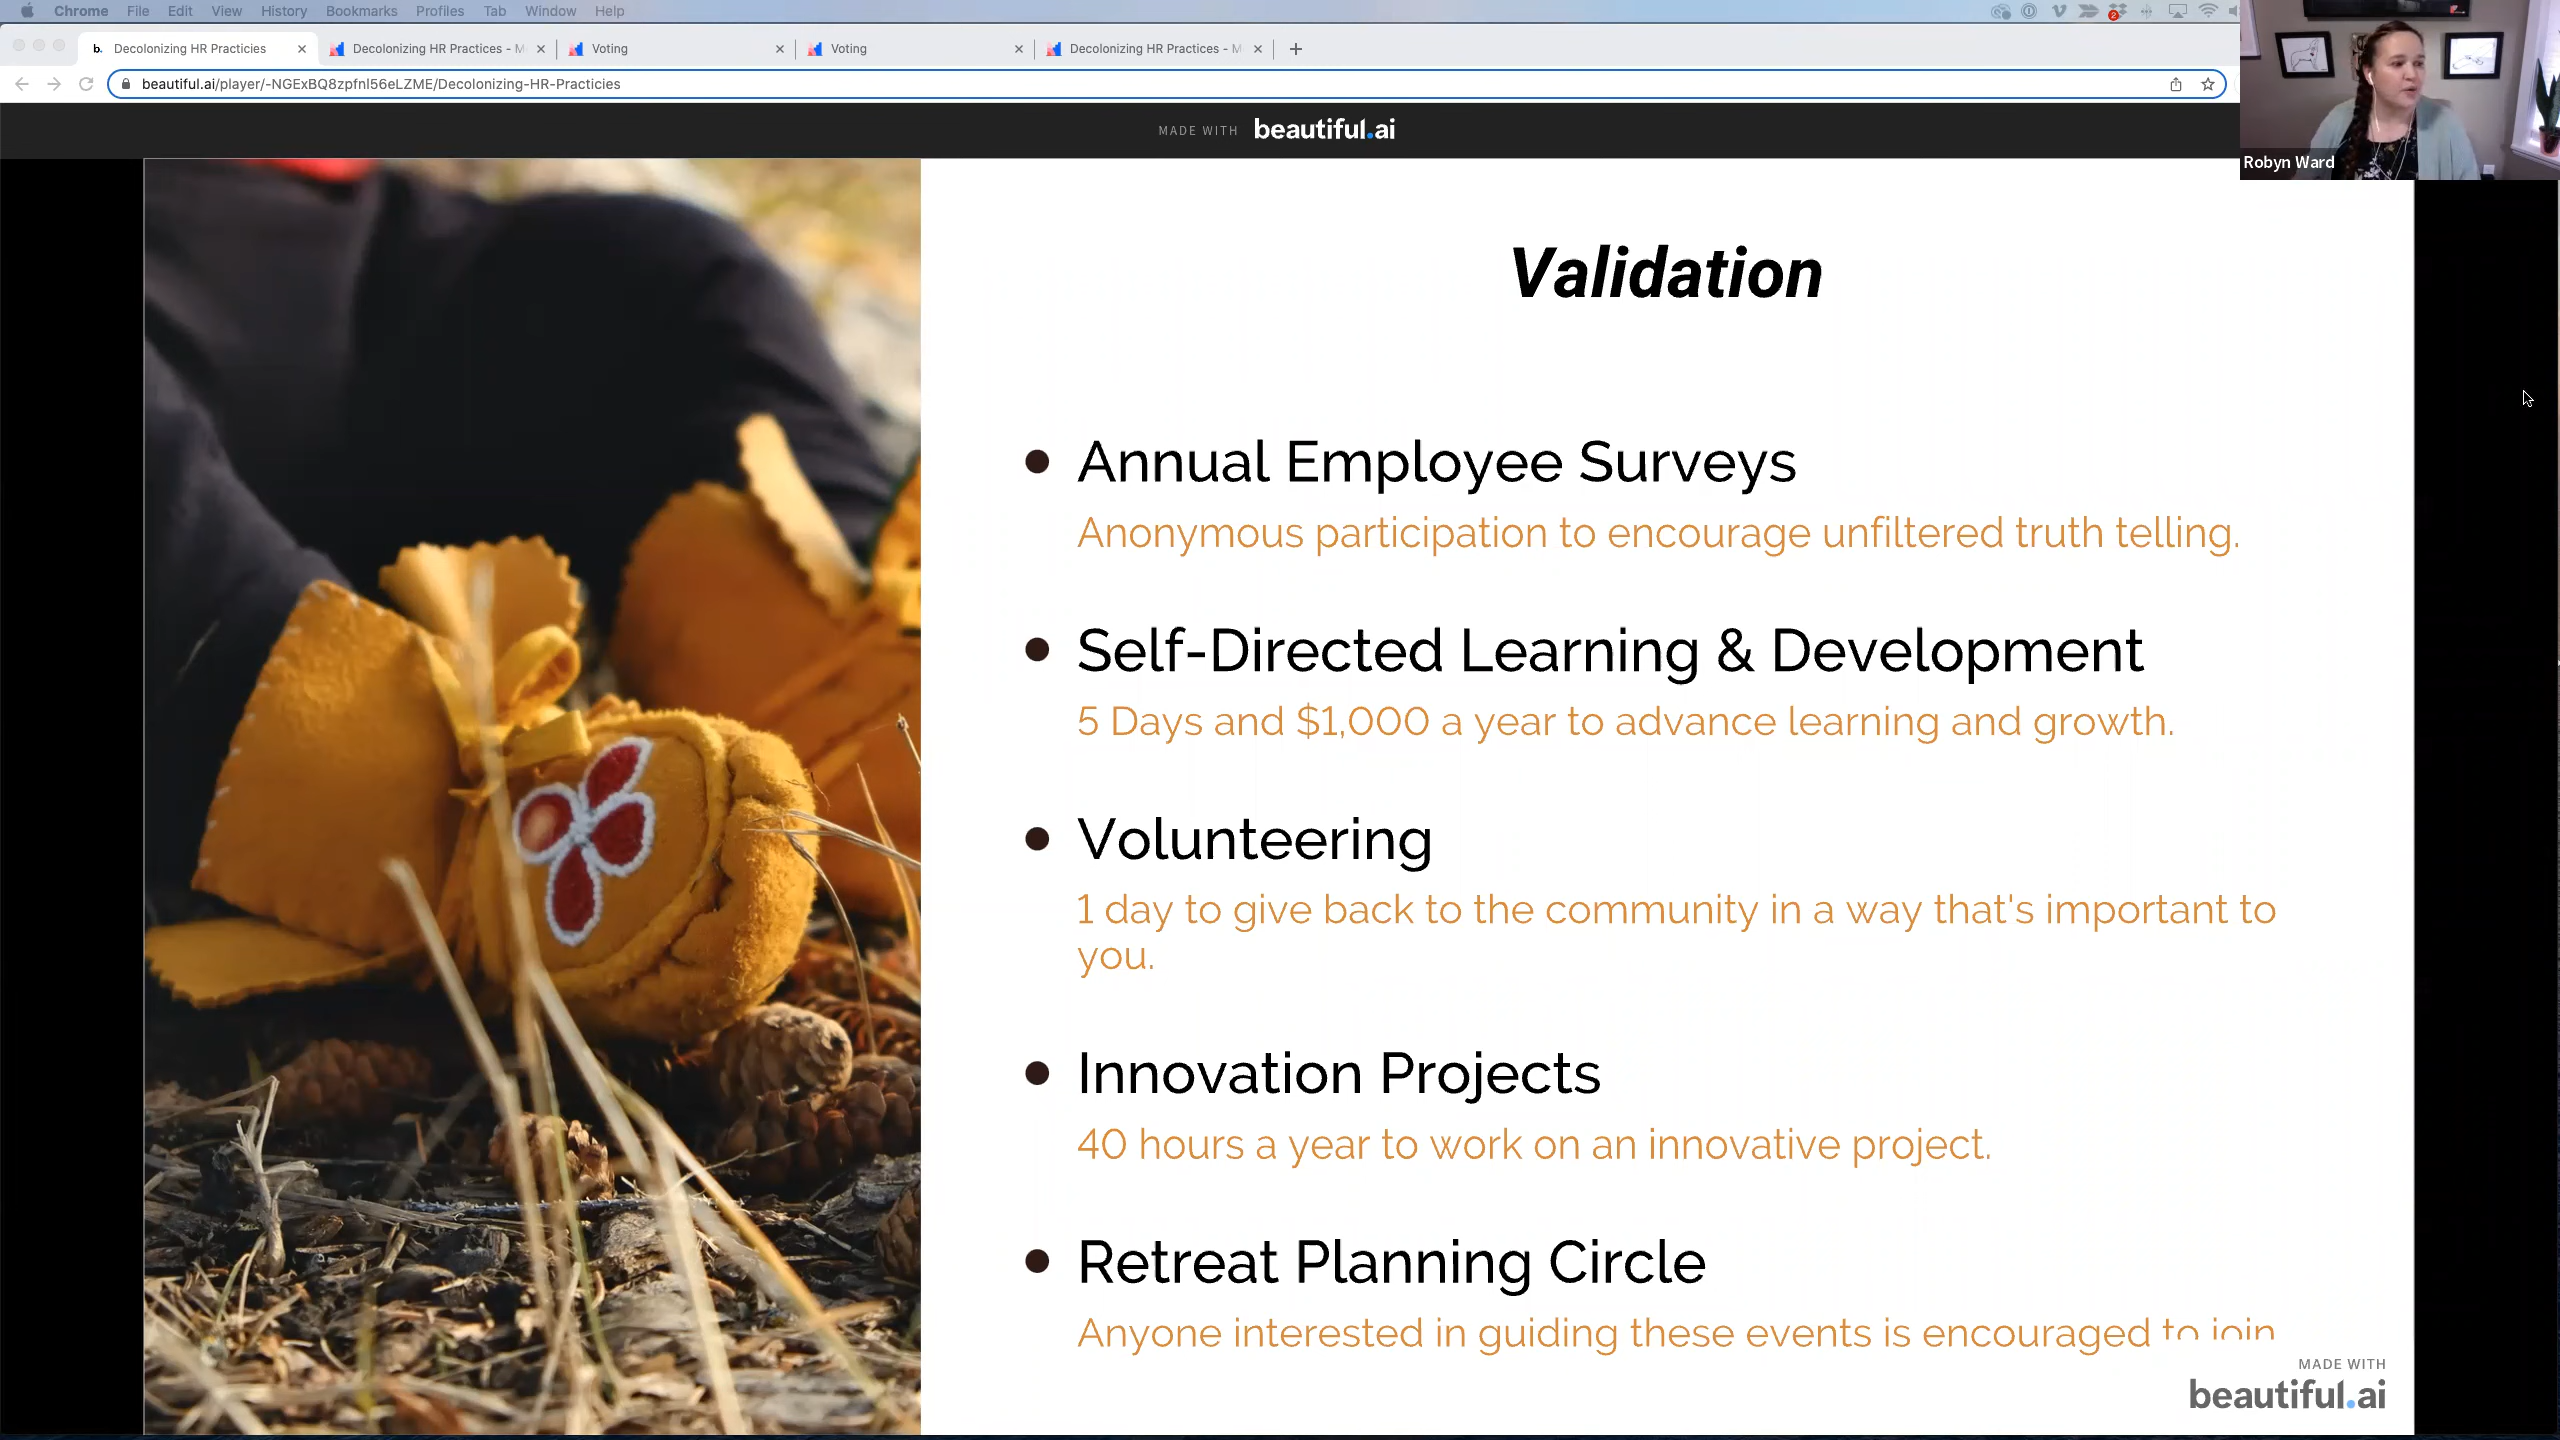 Chrome File Edit View History Bookmarks Profiles Tab Window Help
2
b. Decolonizing HR Practicies
Decolonizing HR Practices - M
Voting
Voting
Decolonizing HR Practices - M
beautiful.ai/player/-NGExBQ8zpfnl56eLZME/Decolonizing-HR-Practicies
MADE WITH beautiful.ai
Robyn Ward
Validation
Annual Employee Surveys
Anonymous participation to encourage unfiltered truth telling.
Self-Directed Learning & Development
5 Days and $1,000 a year to advance learning and growth.
Volunteering
1 day to give back to the community in a way that's important to
you.
Innovation Projects
40 hours a year to work on an innovative project.
Retreat Planning Circle
Anyone interested in guiding these events is encouraged to join
MADE WITH
beautiful.ai